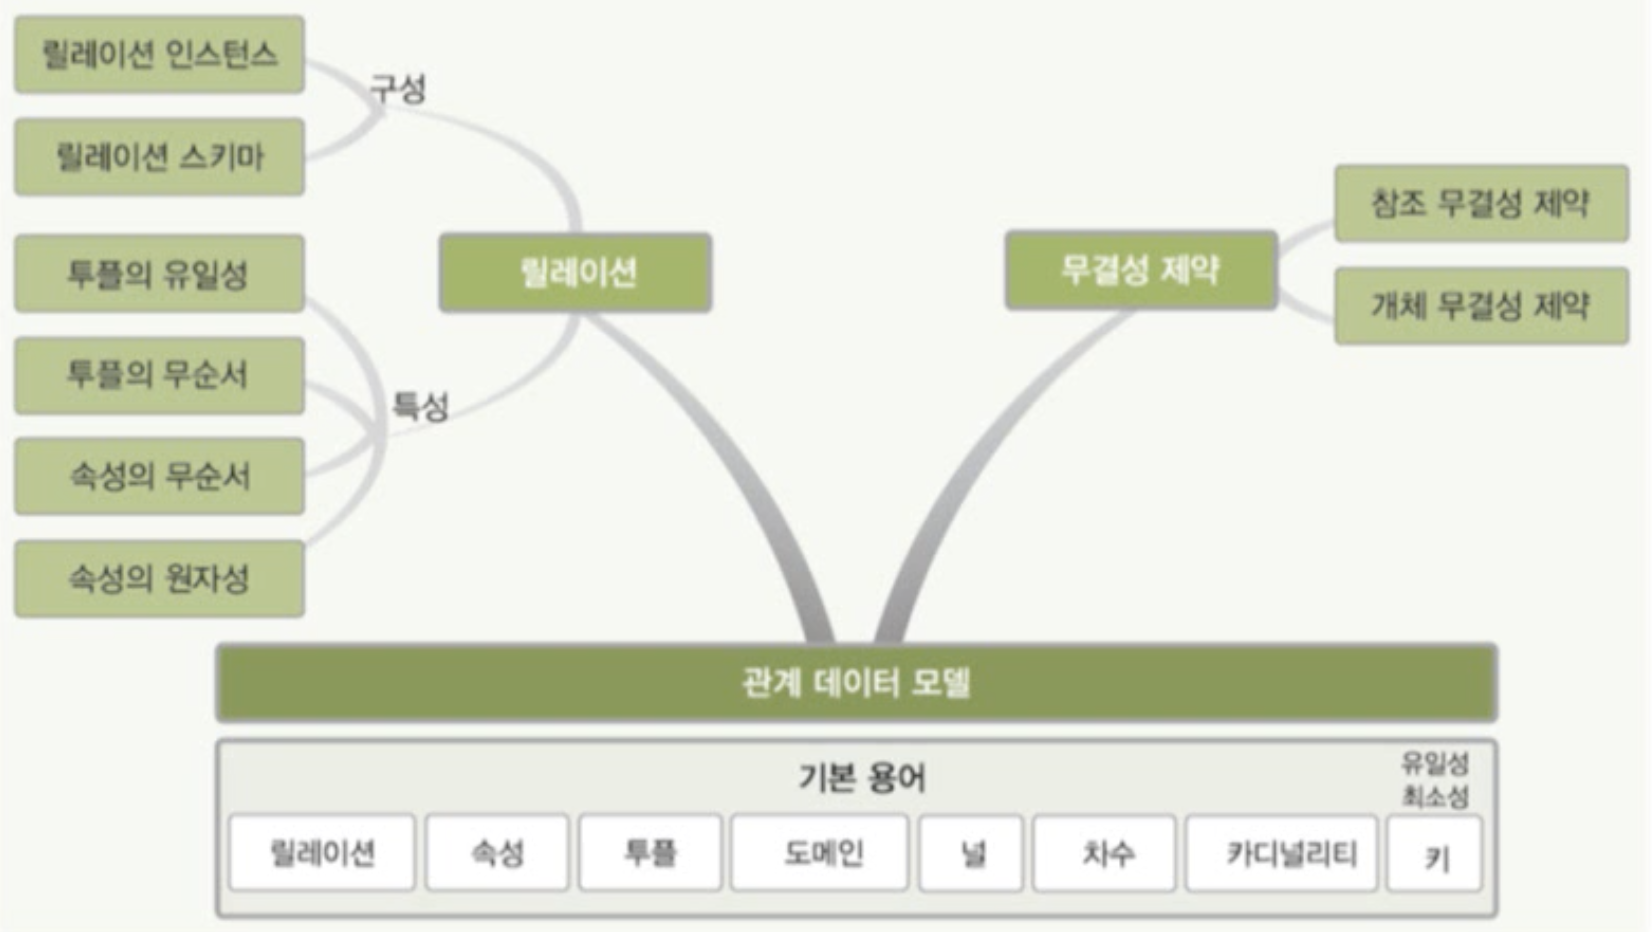 릴레이션 인스턴스
구성
릴레이션 스키마
투플의 유일성
투플의 무순서
특성
속성의 무순서
속성의 원자성
릴레이션
무결성 제약
참조 무결성 제약
개체 무결성 제약
관계 데이터 모델
기본 용어
유일성
최소성
릴레이션
속성
투플
도메인
널
차수
카디널리티
키